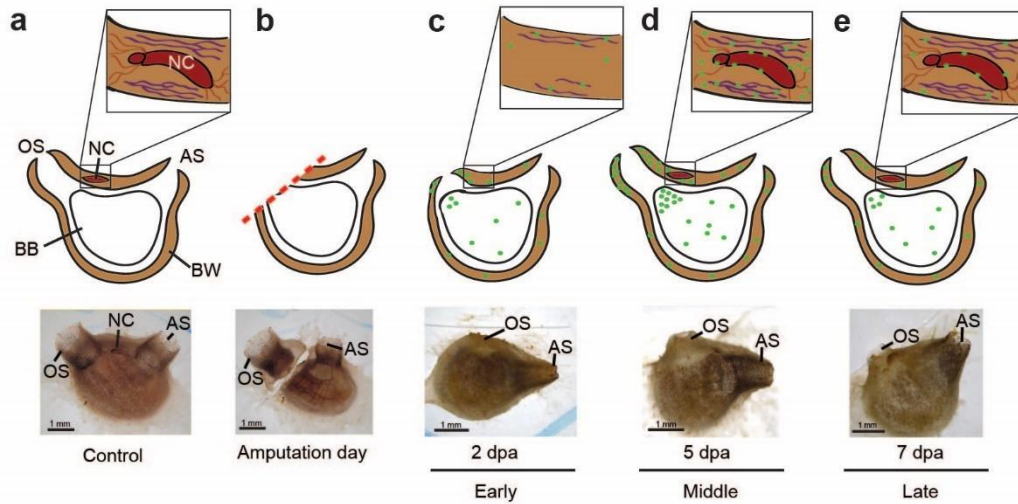 a
b
c
d
e
NC
OS
NC
AS
BB
BW
NC
AS
OS
1 mm
AS
OS
1 mm
OS
AS
1 mm
OS
AS
1 mm
OS
AS
1 mm
Control
Amputation day
2 dpa
5 dpa
7 dpa
Early
Middle
Late